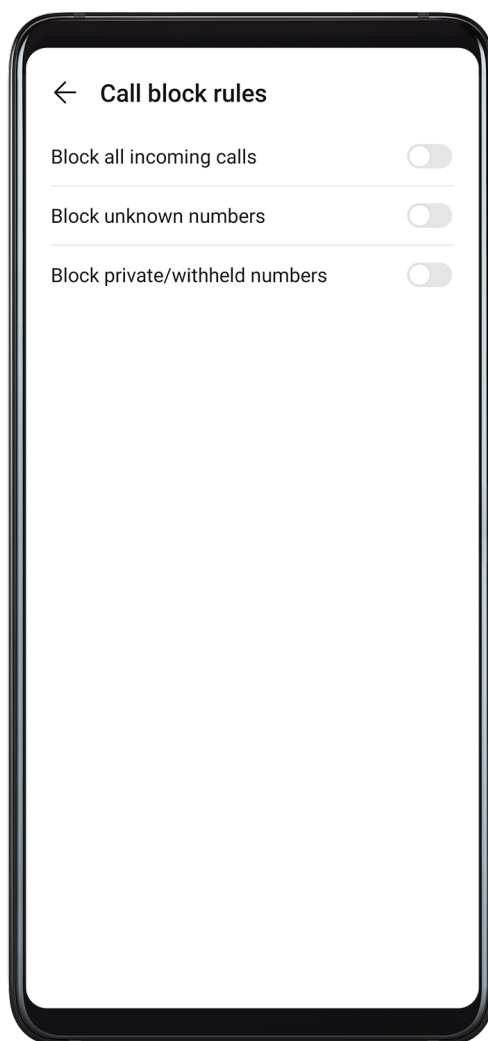 Call block rules
Block all incoming calls
Block unknown numbers
Block private/withheld numbers